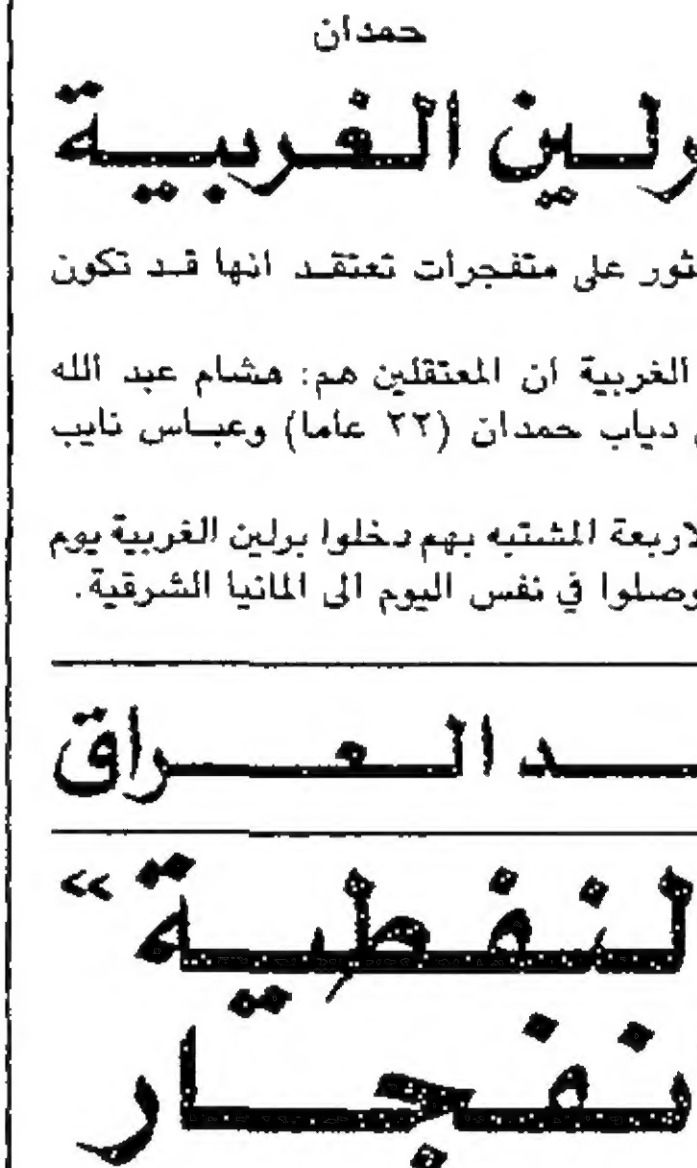 حمدان
رلين الغربية
ثور على متفجرات تعتقد انها قد تكون
الغربية ان المعتقلين هم: هشام عبد الله
دياب حمدان (٢٢ عاما) وعباس نايب
لاربعة المشتبه بهم دخلوا برلين الغربية يوم
وصلوا في نفس اليوم الى المانيا الشرقية.
ـد العراق
لنفطية»
نفجار